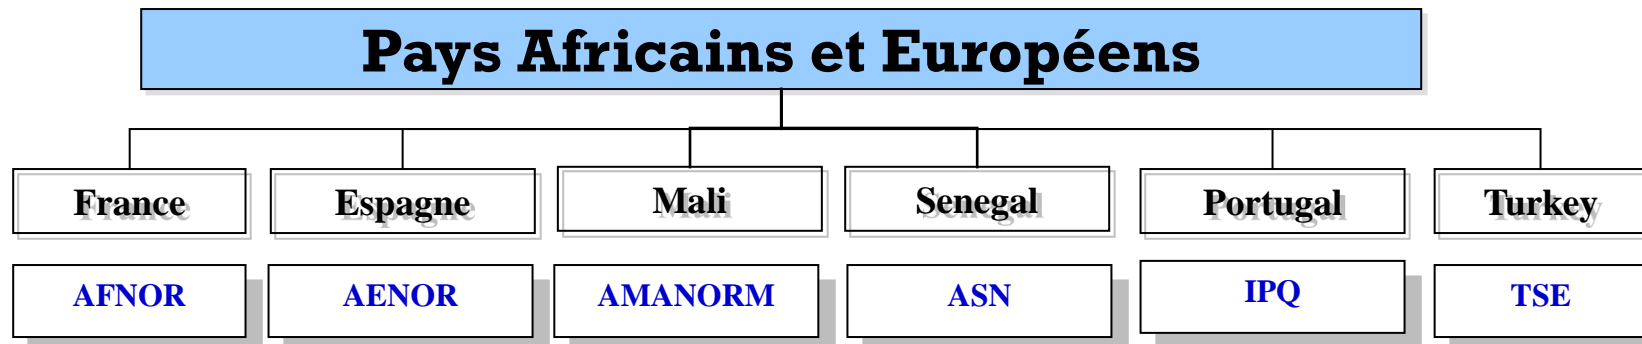 Pays Africains et Européens
France
Espagne
Mali
Senegal
Portugal
Turkey
AFNOR
AENOR
AMANORM
ASN
IPQ
TSE